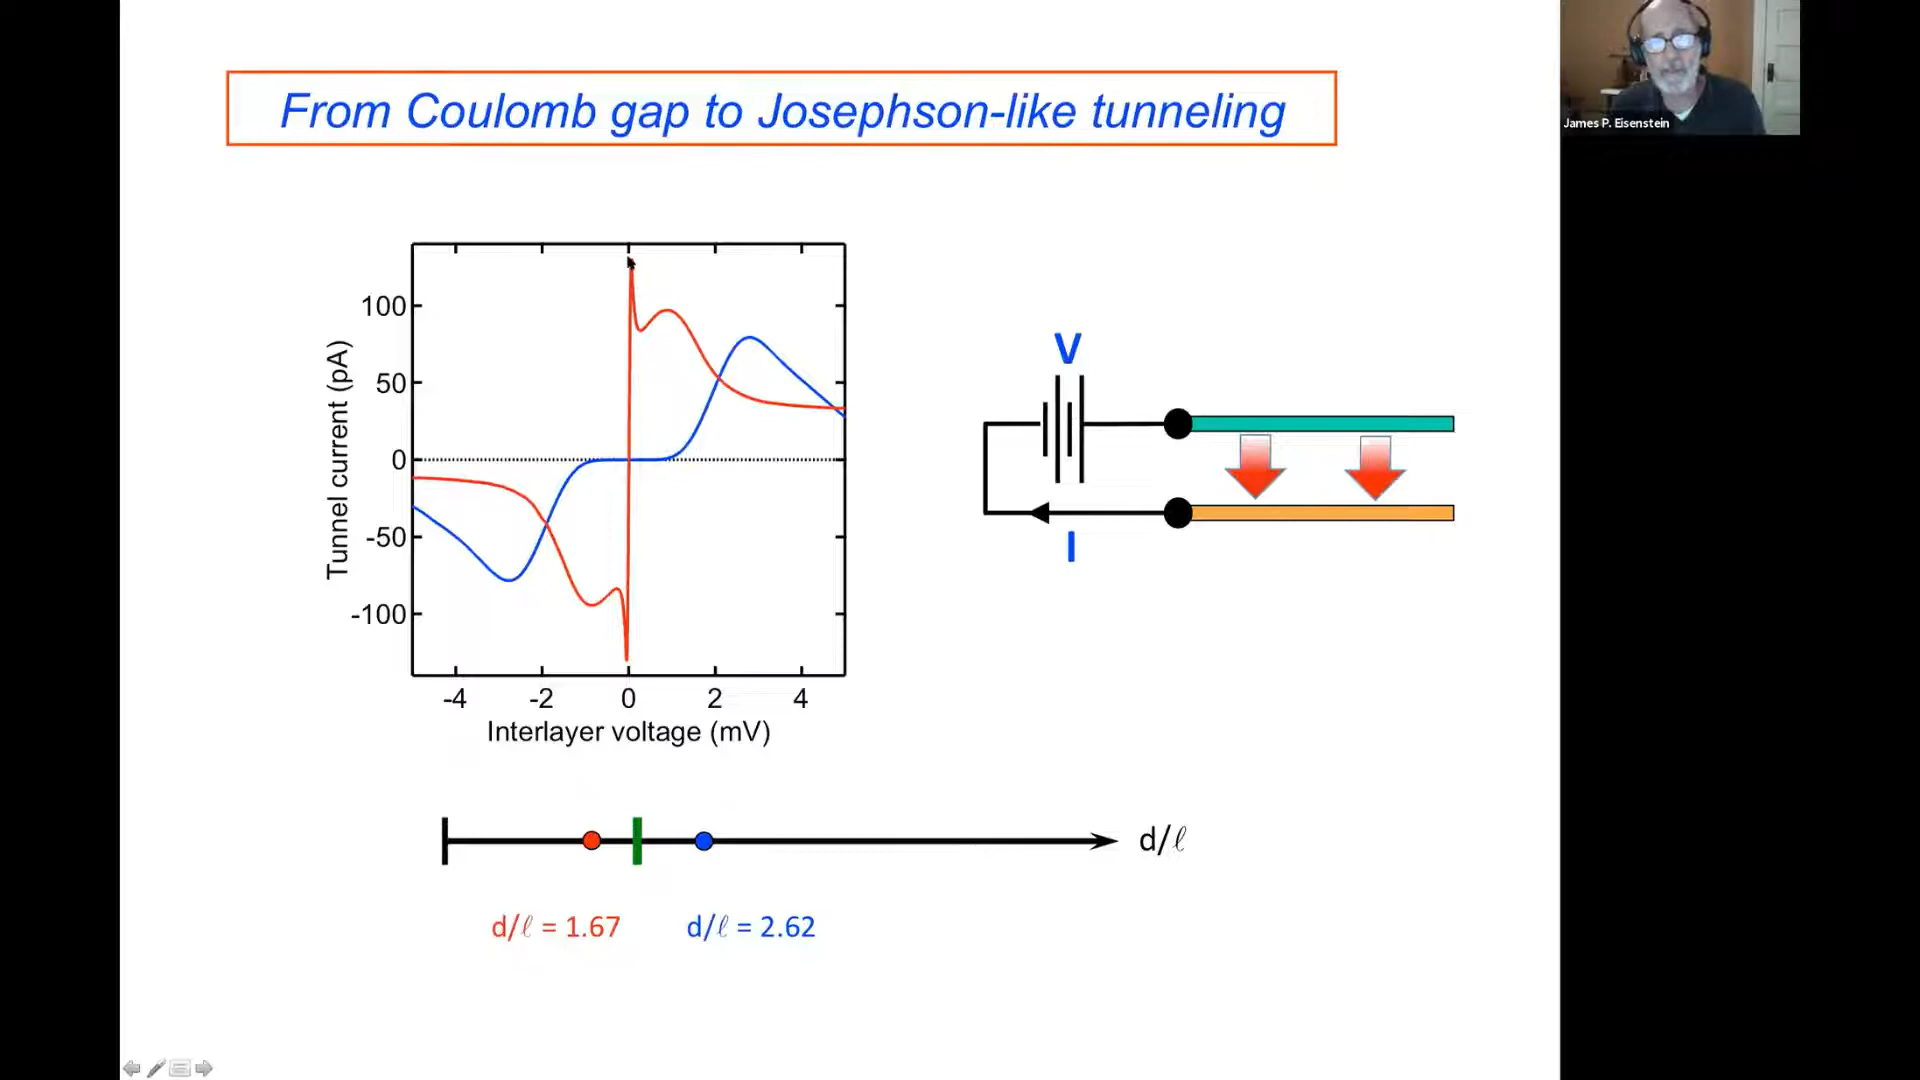 From Coulomb gap to Josephson-like tunneling
James P. Eisenstein
Tunnel current (pA)
100
50
0
-50
-100
-4 -2 0 2 4
Interlayer voltage (mV)
V
I
d/ℓ
d/ℓ = 1.67 d/ℓ = 2.62